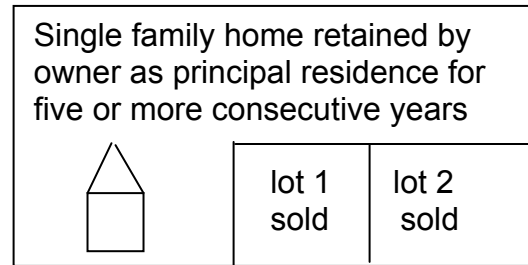 Single family home retained by
owner as principal residence for
five or more consecutive years
lot 1
sold
lot 2
sold